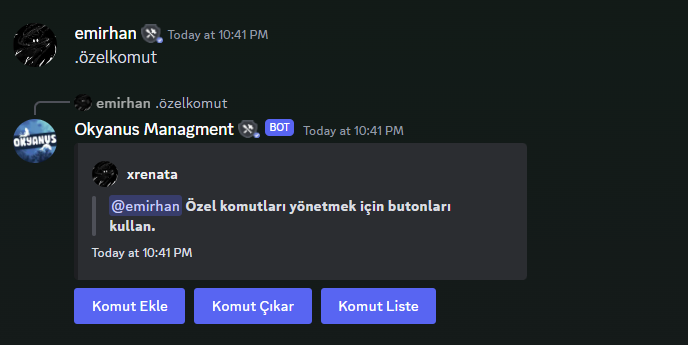 emirhan Today at 10:41 PM
.özelkomut
emirhan .özelkomut
OKYANUS
Okyanus Managment BOT Today at 10:41 PM
xrenata
@emirhan Özel komutları yönetmek için butonları
kullan.
Today at 10:41 PM
Komut Ekle Komut Çıkar Komut Liste